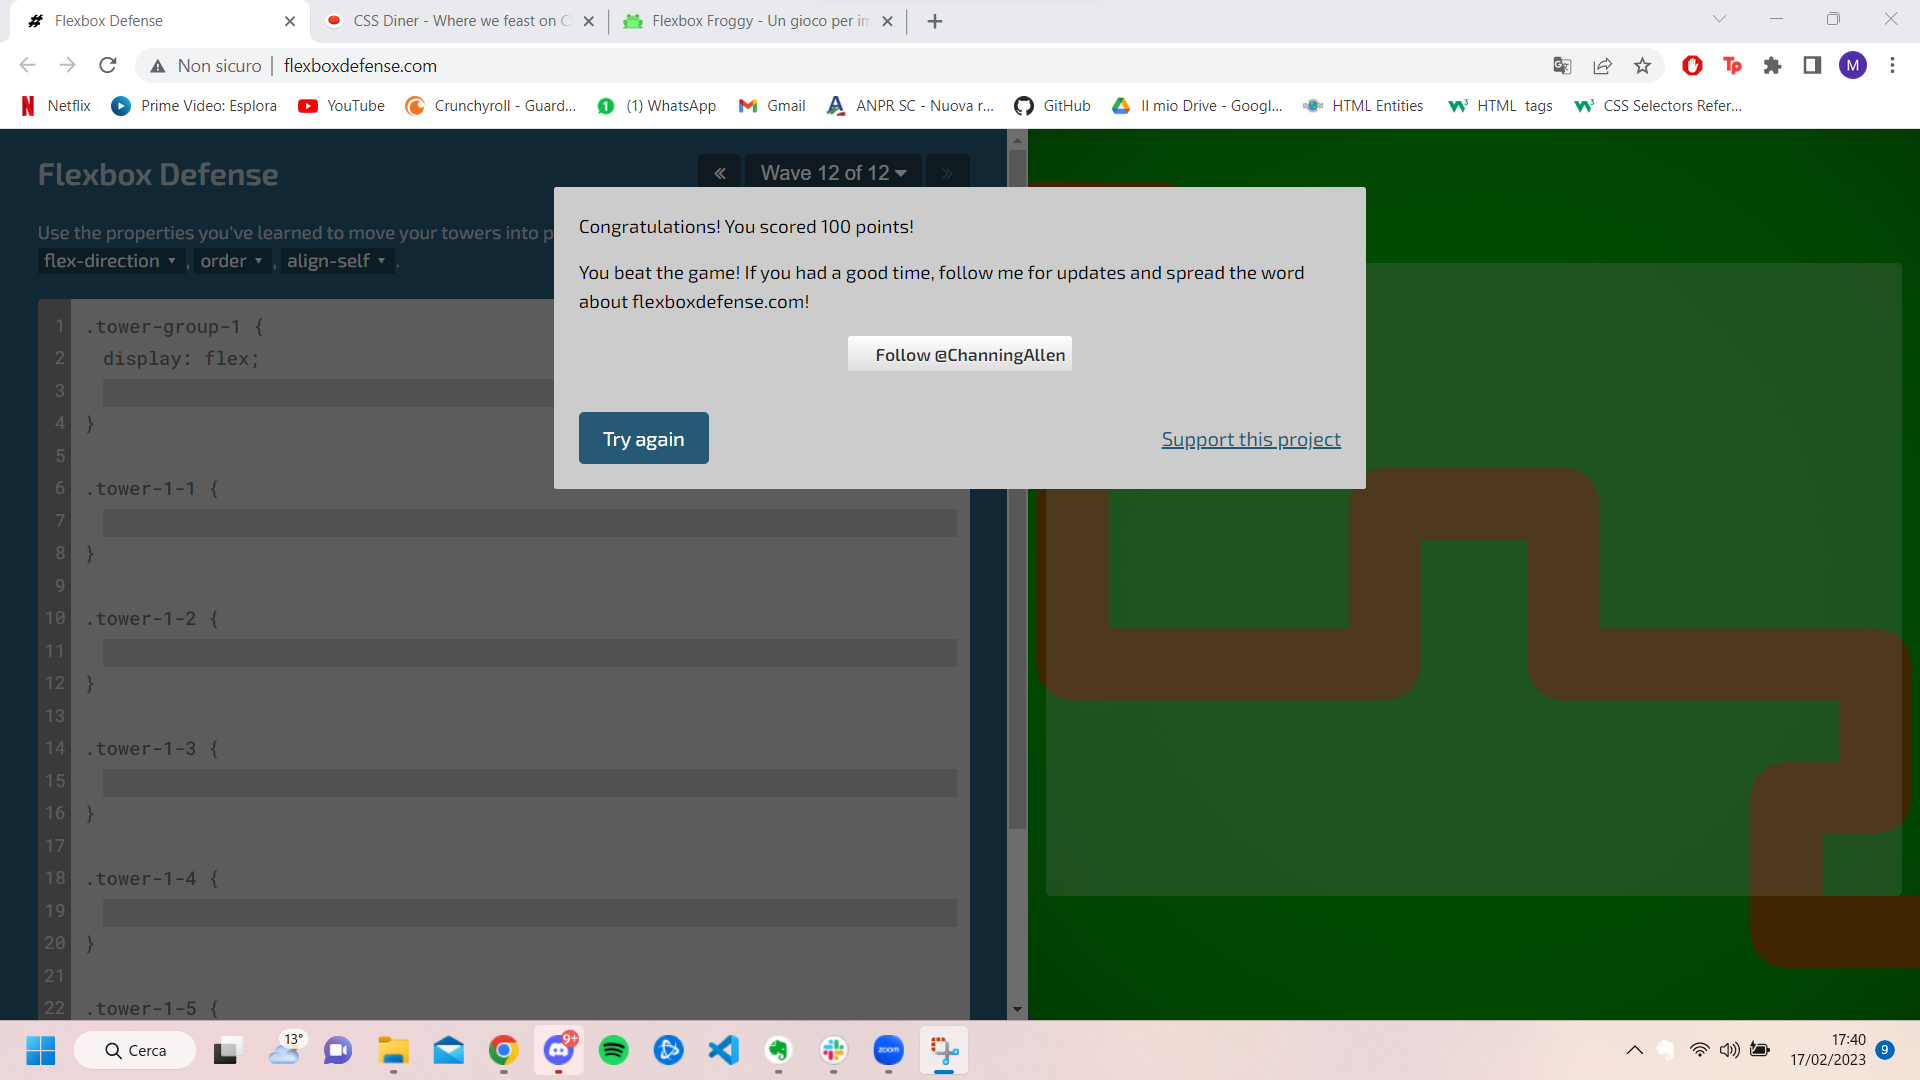 Flexbox Defense
CSS Diner - Where we feast on C
Flexbox Froggy - Un gioco per im
Non sicuro
flexboxdefense.com
M
Netflix
Prime Video: Esplora
YouTube
Crunchyroll - Guard...
(1) WhatsApp
Gmail
ANPR SC - Nuova r...
GitHub
Il mio Drive - Googl...
HTML Entities
HTML tags
CSS Selectors Refer...
Flexbox Defense
« Wave 12 of 12 »
Use the properties you've learned to move your towers into p
flex-direction ▾ , order ▾ , align-self ▾ .
Congratulations! You scored 100 points!
You beat the game! If you had a good time, follow me for updates and spread the word
about flexboxdefense.com!
Follow @ChanningAllen
Try again
Support this project
1 .tower-group-1 {
2 display: flex;
3
4 }
5
6 .tower-1-1 {
7
8 }
9
10 .tower-1-2 {
11
12 }
13
14 .tower-1-3 {
15
16 }
17
18 .tower-1-4 {
19
20 }
21
22 .tower-1-5 {
Cerca
13°
9+
zoom
17:40
17/02/2023
9